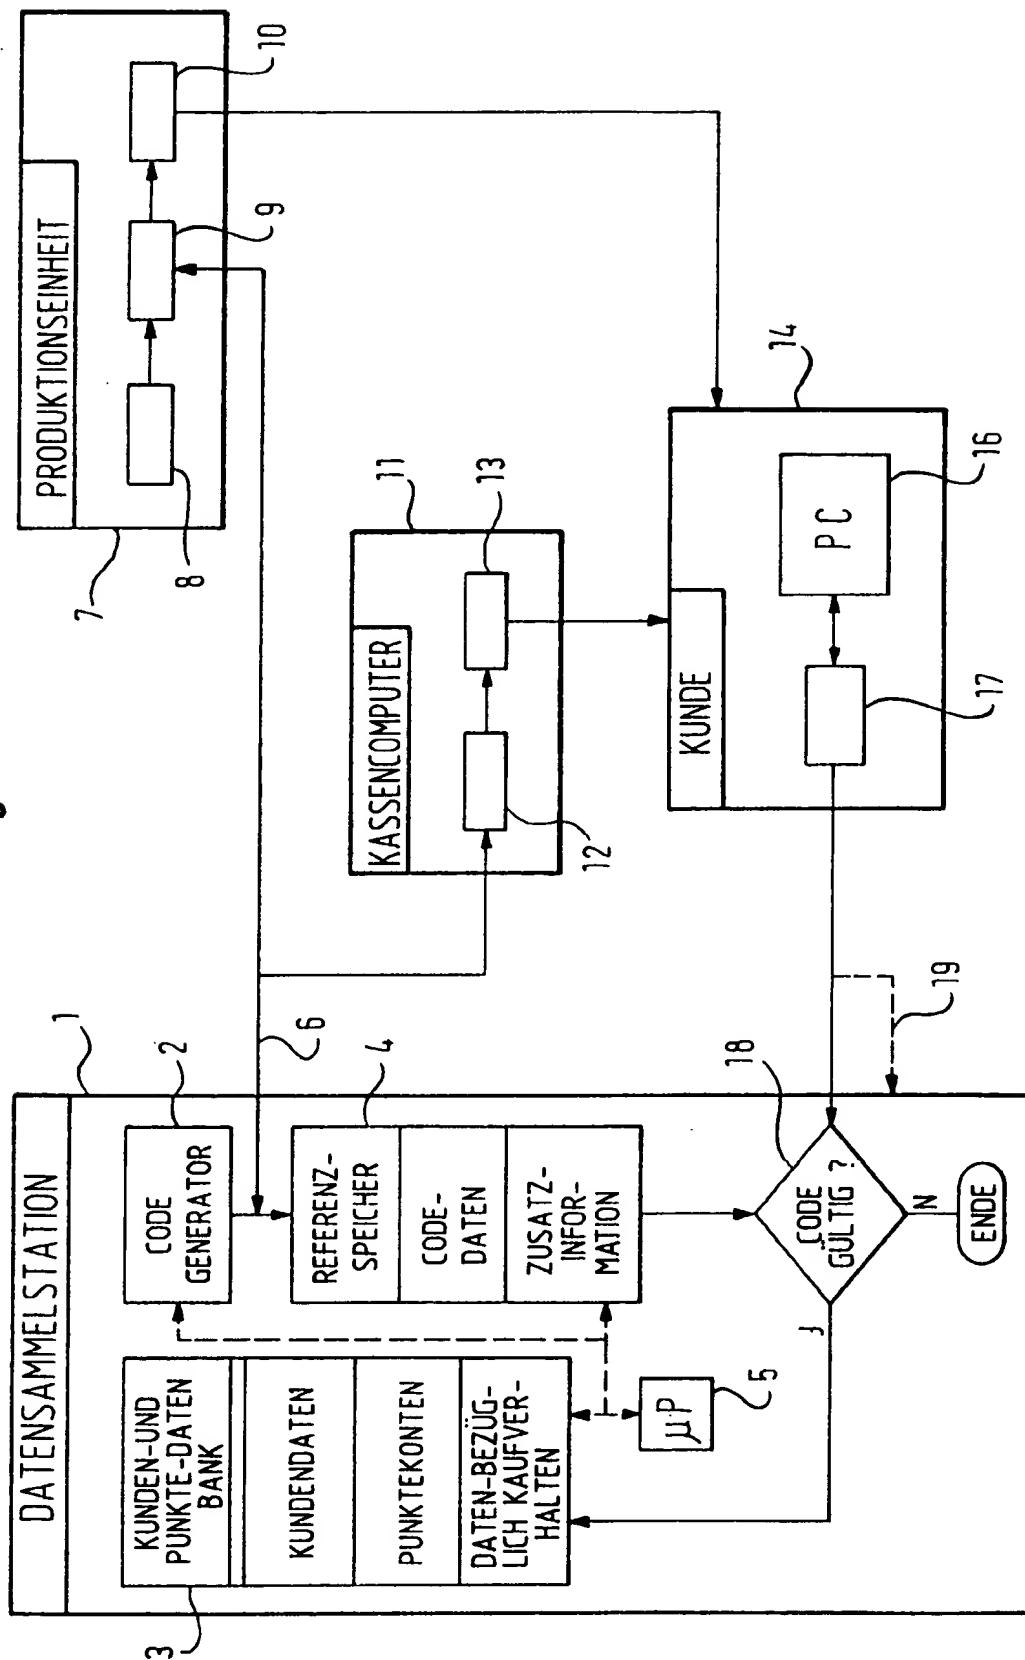 DATENSAMMELSTATION
1
KUNDEN-UND
PUNKTE-DATEN
BANK
KUNDENDATEN
PUNKTEKONTEN
DATEN-BEZÜG-
LICH KAUFVER-
HALTEN
3
CODE
GENERATOR
2
REFERENZ-
SPEICHER
CODE-
DATEN
ZUSATZ-
INFOR-
MATION
4
µP
5
6
CODE
GÜLTIG ?
18
J
N
ENDE
19
PRODUKTIONSEINHEIT
7
8
9
10
KASSENCOMPUTER
11
12
13
KUNDE
14
PC
16
17